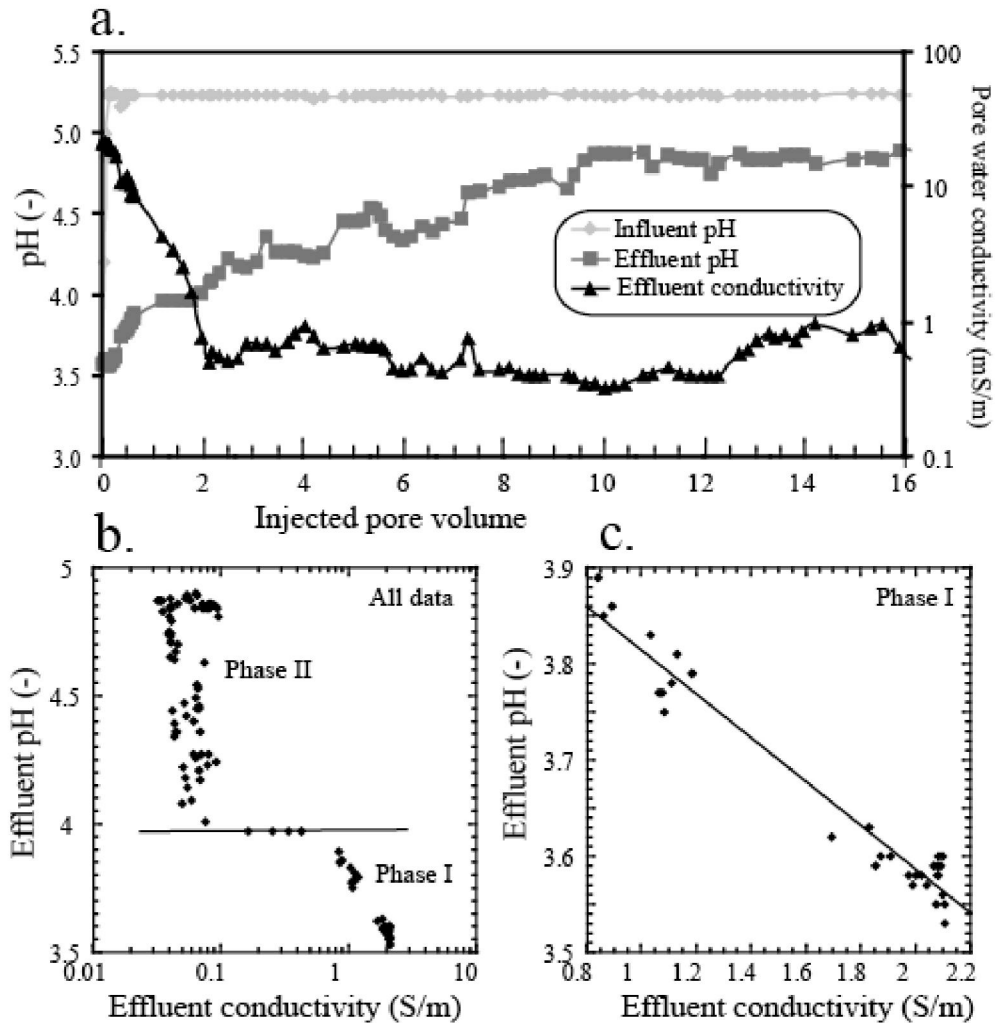 a.
5.5
5.0
4.5
4.0
3.5
3.0
pH (-)
100
10
1
0.1
Pore water conductivity (mS/m)
Influent pH
Effluent pH
Effluent conductivity
0 2 4 6 8 10 12 14 16
Injected pore volume
b.
5
4.5
4
3.5
Effluent pH (-)
All data
Phase II
Phase I
0.01 0.1 1 10
Effluent conductivity (S/m)
c.
3.9
3.8
3.7
3.6
3.5
Effluent pH (-)
Phase I
0.8 1 1.2 1.4 1.6 1.8 2 2.2
Effluent conductivity (S/m)